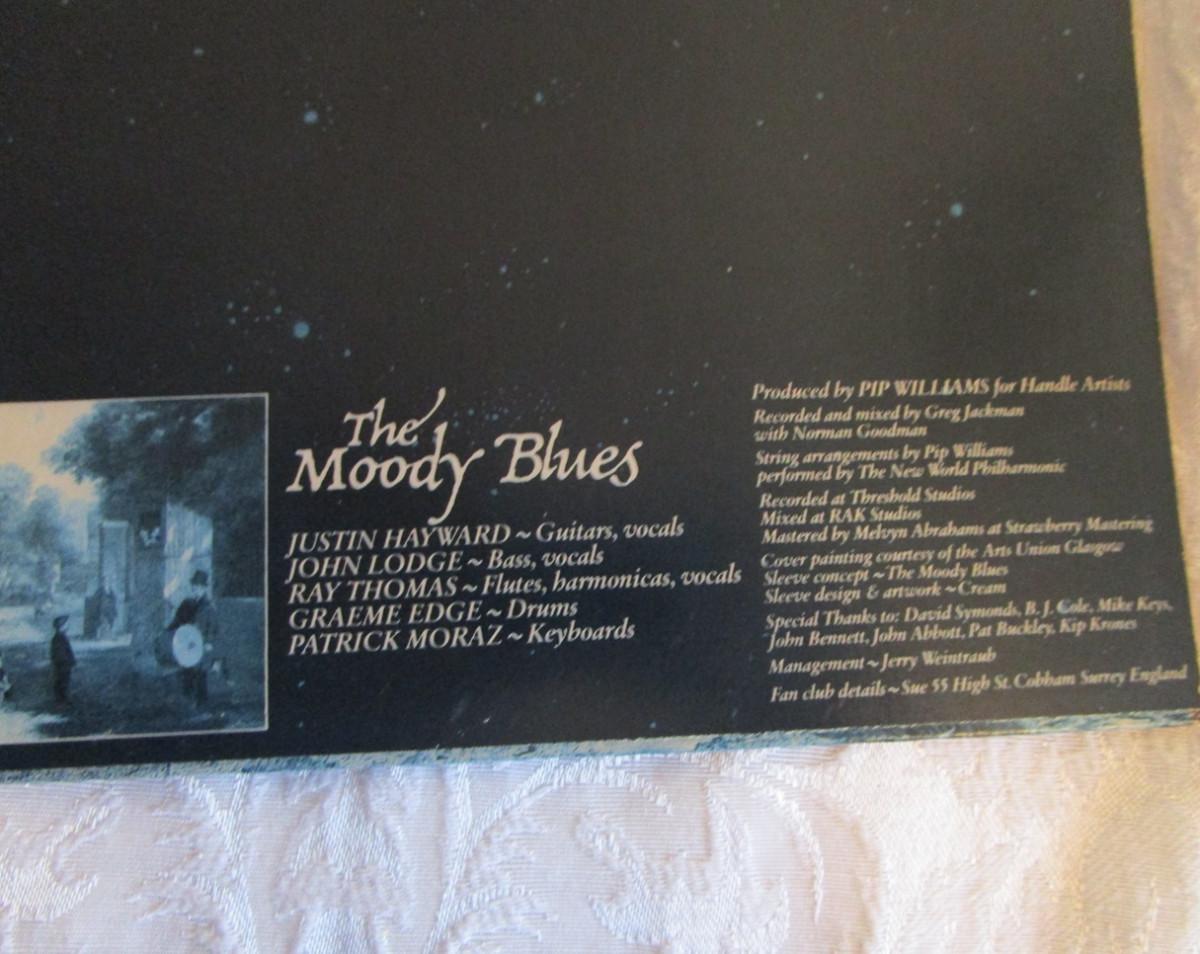 The
Moody Blues
JUSTIN HAYWARD ~ Guitars, vocals
JOHN LODGE ~ Bass, vocals
RAY THOMAS ~ Flutes, harmonicas, vocals
GRAEME EDGE ~ Drums
PATRICK MORAZ ~ Keyboards
Produced by PIP WILLIAMS for Handle Artists
Recorded and mixed by Greg Jackman
with Norman Goodman
String arrangements by Pip Williams
performed by The New World Philharmonic
Recorded at Threshold Studios
Mixed at RAK Studios
Mastered by Melvyn Abrahams at Strawberry Mastering
Cover painting courtesy of the Arts Union Glasgow
Sleeve concept ~ The Moody Blues
Sleeve design & artwork ~ Cream
Special Thanks to: David Symonds, B. J. Cole, Mike Keys,
John Bennett, John Abbott, Pat Buckley, Kip Krones
Management ~ Jerry Weintraub
Fan club details ~ Sue 55 High St. Cobham Surrey England